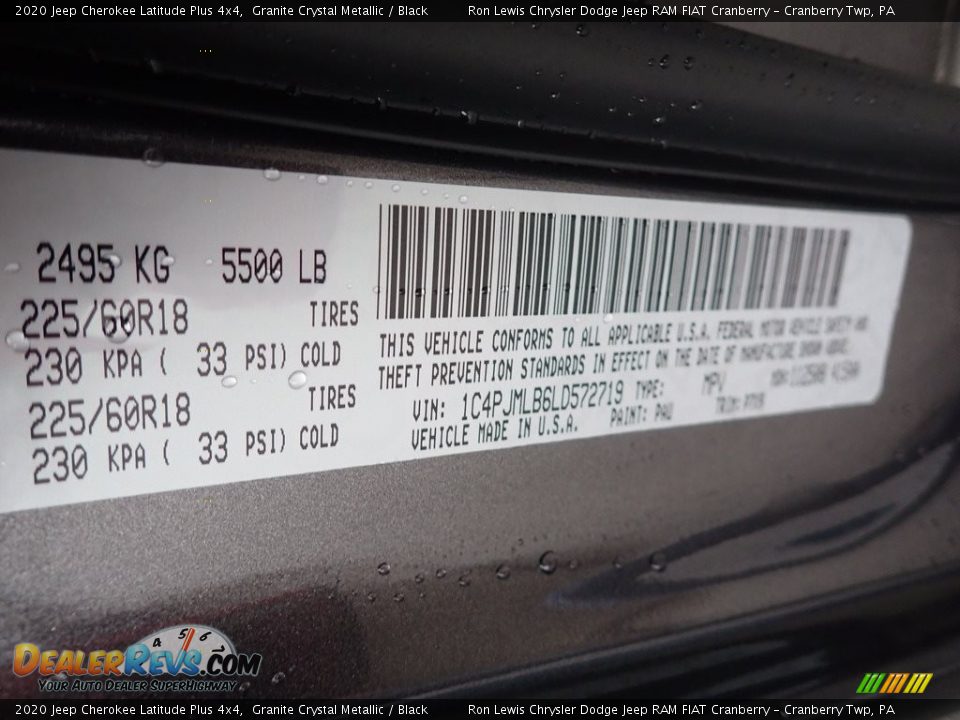 2020 Jeep Cherokee Latitude Plus 4x4,  Granite Crystal Metallic / Black        Ron Lewis Chrysler Dodge Jeep RAM FIAT Cranberry - Cranberry Twp, PA
2495 KG 5500 LB
225/60R18 TIRES
230 KPA ( 33 PSI) COLD
225/60R18 TIRES
230 KPA ( 33 PSI) COLD
THIS VEHICLE CONFORMS TO ALL APPLICABLE U.S.A. FEDERAL MOTOR VEHICLE SAFETY AND
THEFT PREVENTION STANDARDS IN EFFECT ON THE DATE OF MANUFACTURE SHOWN ABOVE.
VIN: 1C4PJMLB6LD572719 TYPE: MPV
VEHICLE MADE IN U.S.A. PAINT: PAU TRIM:
4 5 6
DEALERREVS.COM
YOUR AUTO DEALER SUPERHIGHWAY
2020 Jeep Cherokee Latitude Plus 4x4,  Granite Crystal Metallic / Black        Ron Lewis Chrysler Dodge Jeep RAM FIAT Cranberry - Cranberry Twp, PA